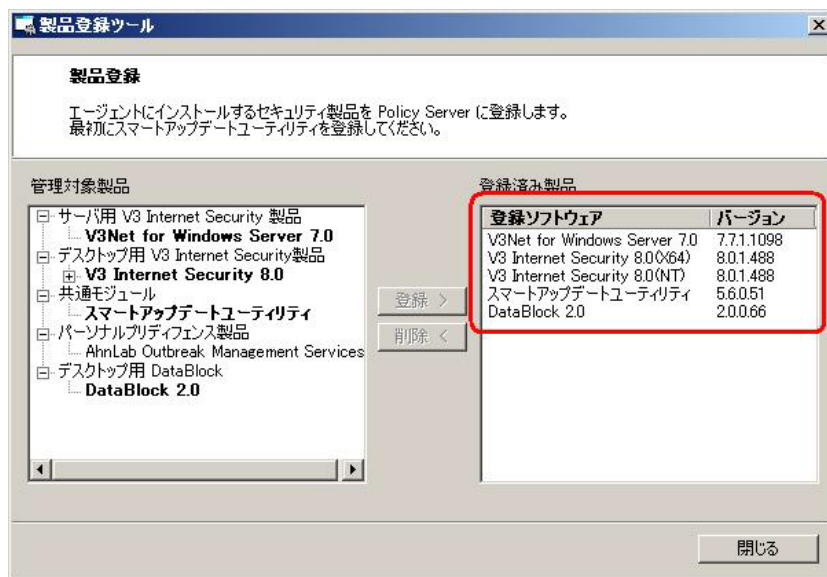 製品登録ツール
製品登録
エージェントにインストールするセキュリティ製品を Policy Server に登録します。
最初にスマートアップデートユーティリティを登録してください。
管理対象製品
サーバ用 V3 Internet Security 製品
V3Net for Windows Server 7.0
デスクトップ用 V3 Internet Security製品
V3 Internet Security 8.0
共通モジュール
スマートアップデートユーティリティ
パーソナルプリディフェンス製品
AhnLab Outbreak Management Services
デスクトップ用 DataBlock
DataBlock 2.0
登録 >
削除 <
登録済み製品
登録ソフトウェア バージョン
V3Net for Windows Server 7.0 7.7.1.1098
V3 Internet Security 8.0(X64) 8.0.1.488
V3 Internet Security 8.0(NT) 8.0.1.488
スマートアップデートユーティリティ 5.6.0.51
DataBlock 2.0 2.0.0.66
閉じる